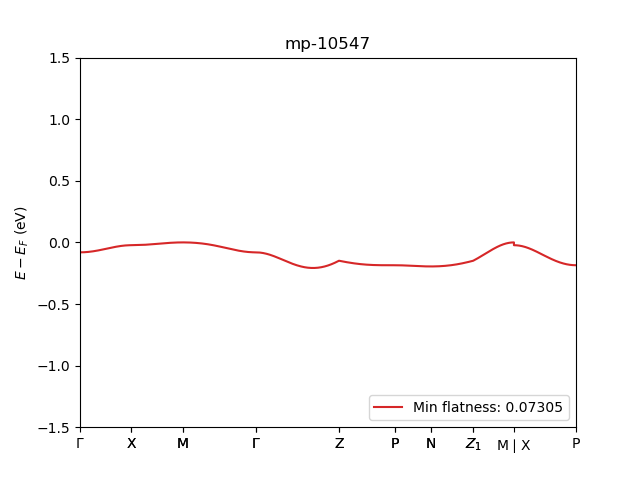 mp-10547
1.5
1.0
0.5
0.0
−0.5
−1.0
−1.5
E − E_F (eV)
Min flatness: 0.07305
Γ X M Γ Z P N Z₁ M | X P